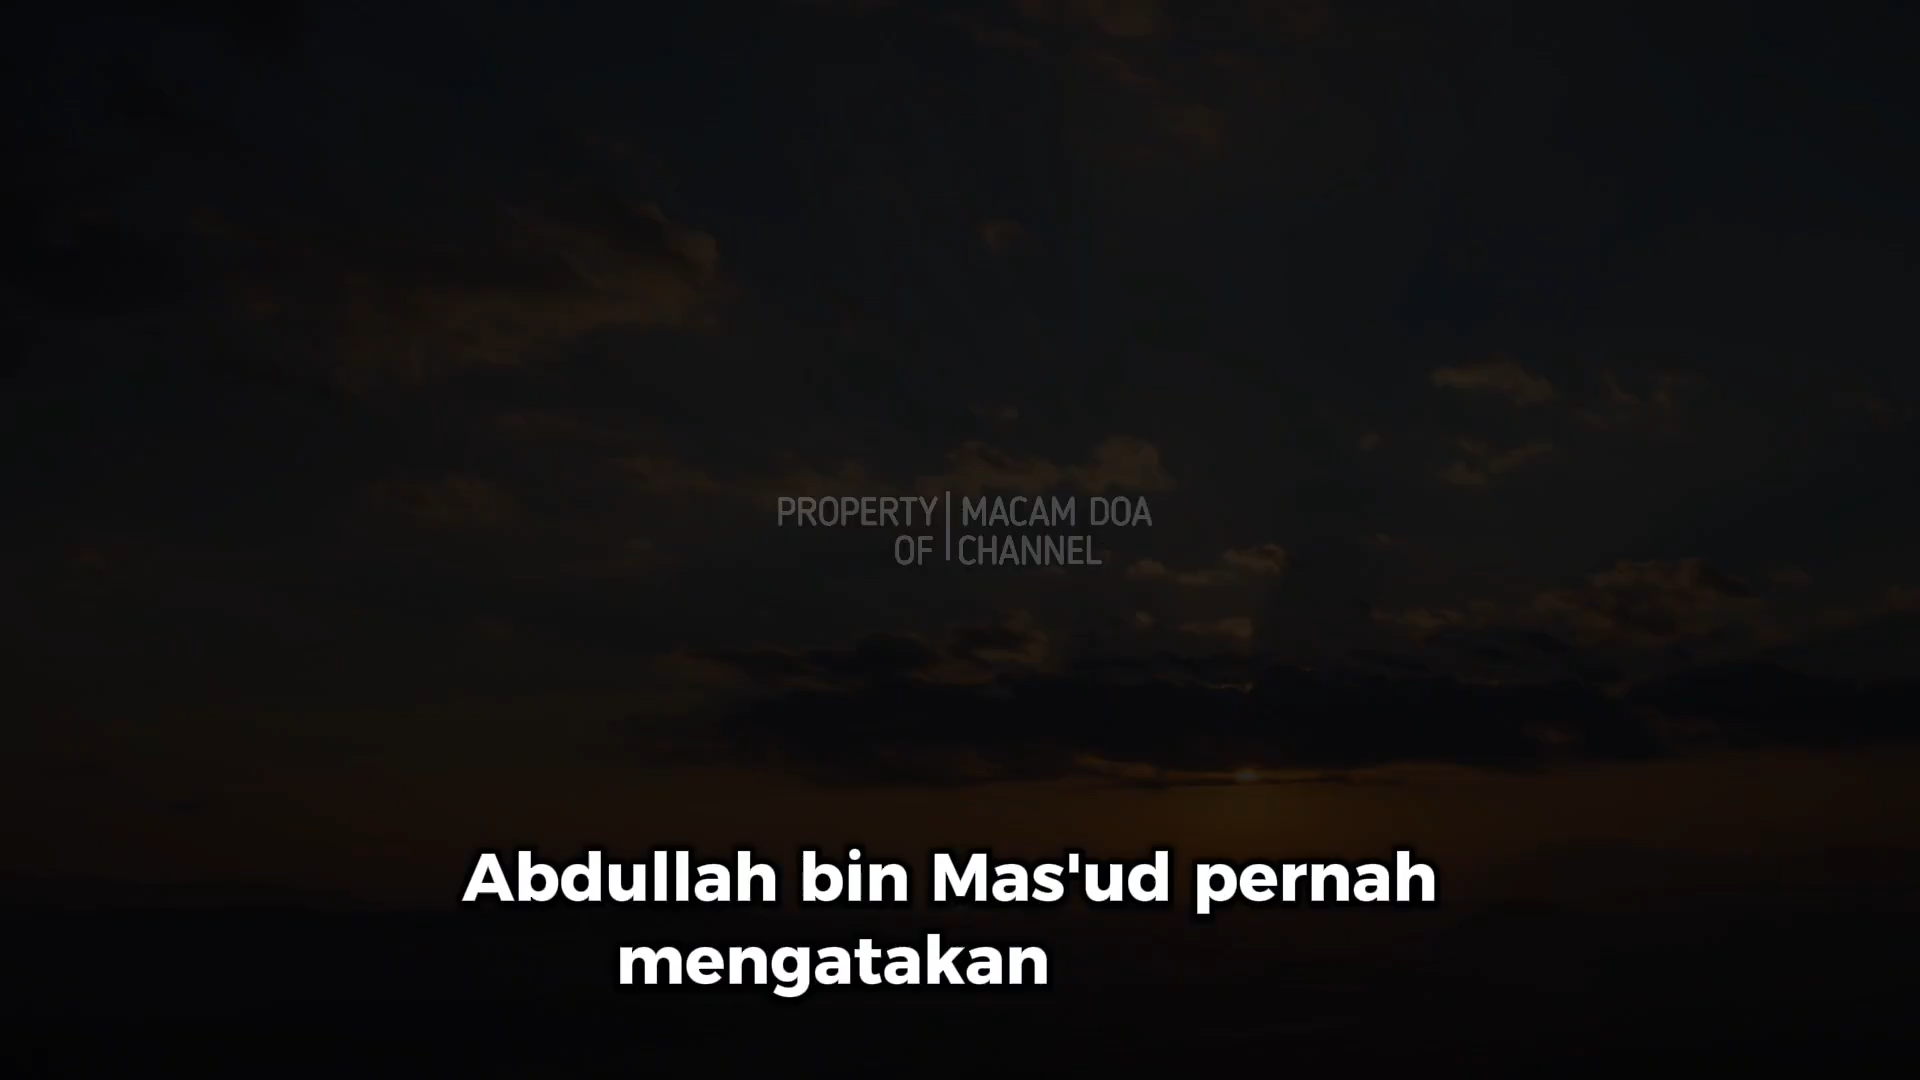 PROPERTY OF
MACAM DOA CHANNEL
Abdullah bin Mas'ud pernah
mengatakan